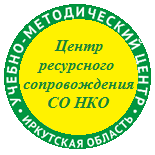 УЧЕБНО-МЕТОДИЧЕСКИЙ ЦЕНТР
Центр
ресурсного
сопровождения
СО НКО
ИРКУТСКАЯ ОБЛАСТЬ